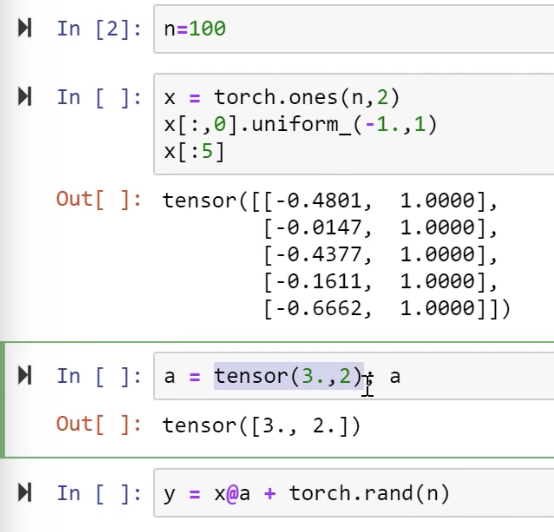 In [2]: n=100
In [ ]: x = torch.ones(n,2)
x[:,0].uniform_(-1.,1)
x[:5]
Out[ ]: tensor([[-0.4801,  1.0000],
[-0.0147,  1.0000],
[-0.4377,  1.0000],
[-0.1611,  1.0000],
[-0.6662,  1.0000]])
In [ ]: a = tensor(3.,2); a
Out[ ]: tensor([3., 2.])
In [ ]: y = x@a + torch.rand(n)